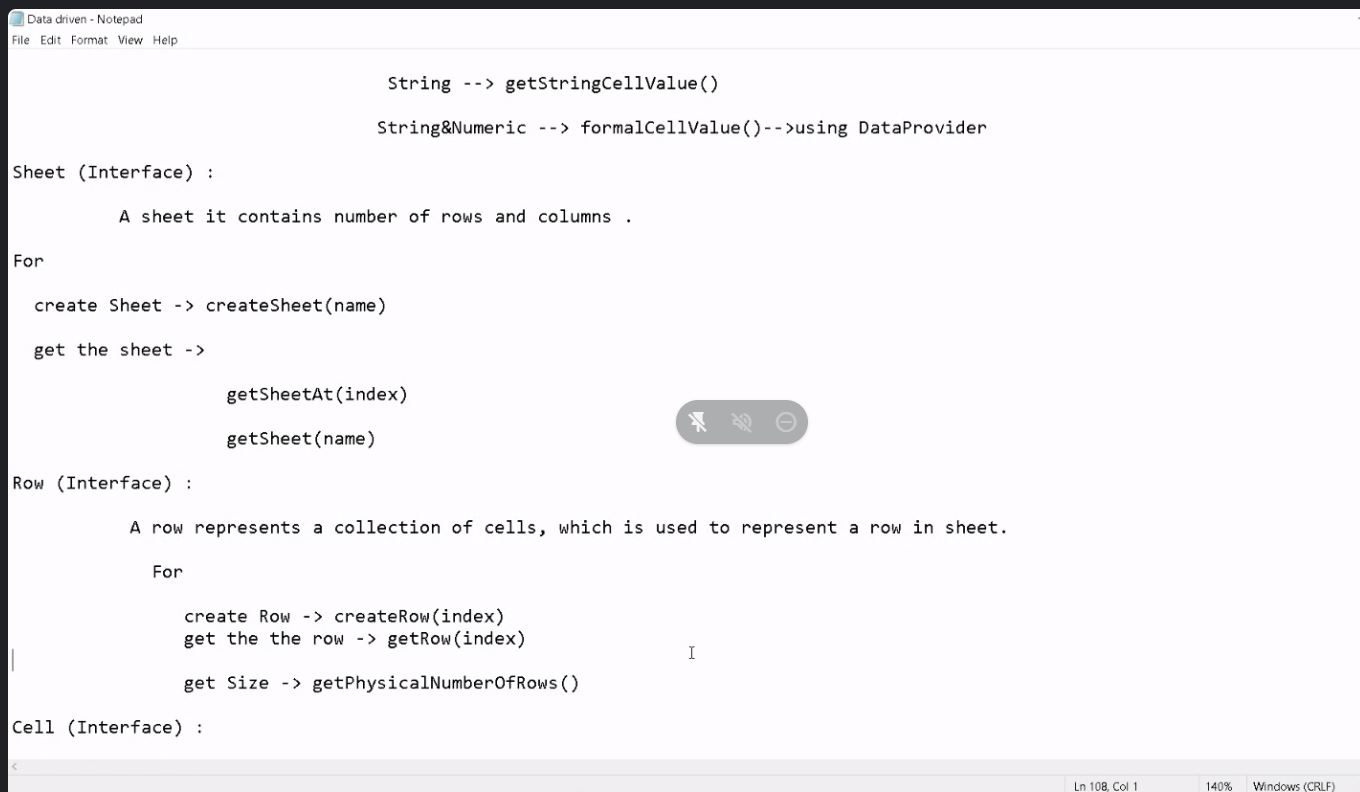 Data driven - Notepad
File Edit Format View Help
String --> getStringCellValue()
String&Numeric --> formalCellValue()-->using DataProvider
Sheet (Interface) :
A sheet it contains number of rows and columns .
For
create Sheet -> createSheet(name)
get the sheet ->
getSheetAt(index)
getSheet(name)
Row (Interface) :
A row represents a collection of cells, which is used to represent a row in sheet.
For
create Row -> createRow(index)
get the the row -> getRow(index)
get Size -> getPhysicalNumberOfRows()
Cell (Interface) :
Ln 108, Col 1 140% Windows (CRLF)